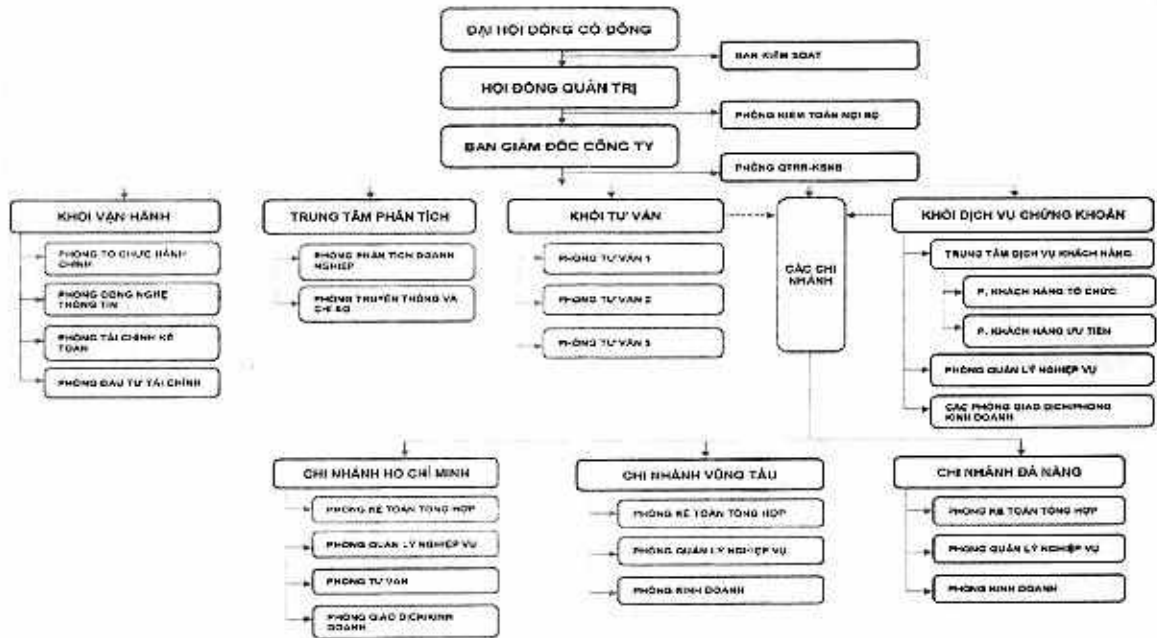 ĐẠI HỘI ĐỒNG CỔ ĐÔNG
BAN KIỂM SOÁT
HỘI ĐỒNG QUẢN TRỊ
PHÒNG KIỂM TOÁN NỘI BỘ
BAN GIÁM ĐỐC CÔNG TY
PHÒNG QTRR-KSNB
KHỐI VẬN HÀNH
TRUNG TÂM PHÂN TÍCH
KHỐI TƯ VẤN
KHỐI DỊCH VỤ CHỨNG KHOÁN
PHÒNG TỔ CHỨC HÀNH
CHÍNH
PHÒNG CÔNG NGHỆ
THÔNG TIN
PHÒNG TÀI CHÍNH KẾ
TOÁN
PHÒNG ĐẦU TƯ TÀI CHÍNH
PHÒNG PHÂN TÍCH DOANH
NGHIỆP
PHÒNG TRUYỀN THÔNG VÀ
CHỈ SỐ
PHÒNG TƯ VẤN 1
PHÒNG TƯ VẤN 2
PHÒNG TƯ VẤN 3
CÁC CHI
NHÁNH
TRUNG TÂM DỊCH VỤ KHÁCH HÀNG
P. KHÁCH HÀNG TỔ CHỨC
P. KHÁCH HÀNG ƯU TIÊN
PHÒNG QUẢN LÝ NGHIỆP VỤ
CÁC PHÒNG GIAO DỊCH/PHÒNG
KINH DOANH
CHI NHÁNH HỒ CHÍ MINH
PHÒNG KẾ TOÁN TỔNG HỢP
PHÒNG QUẢN LÝ NGHIỆP VỤ
PHÒNG TƯ VẤN
PHÒNG GIAO DỊCH/KINH
DOANH
CHI NHÁNH VŨNG TÀU
PHÒNG KẾ TOÁN TỔNG HỢP
PHÒNG QUẢN LÝ NGHIỆP VỤ
PHÒNG KINH DOANH
CHI NHÁNH ĐÀ NẴNG
PHÒNG KẾ TOÁN TỔNG HỢP
PHÒNG QUẢN LÝ NGHIỆP VỤ
PHÒNG KINH DOANH